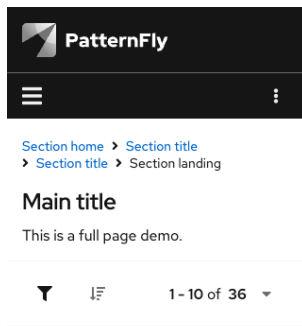 PatternFly
Section home > Section title
> Section title > Section landing
Main title
This is a full page demo.
1 - 10 of 36